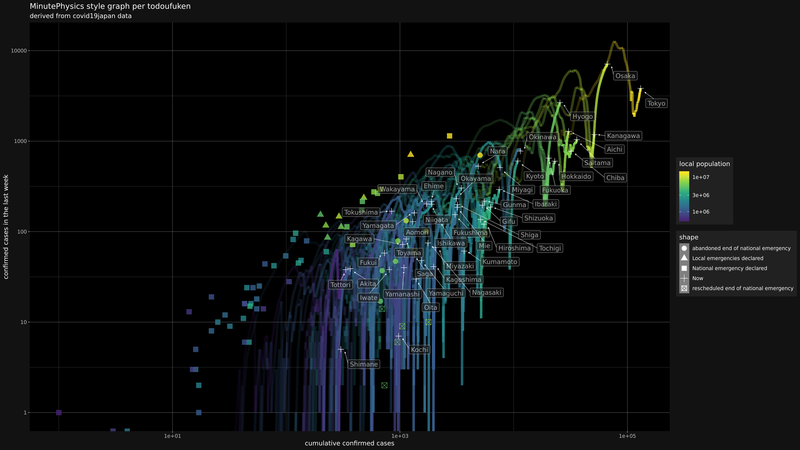 MinutePhysics style graph per todoufuken
derived from covid19japan data
confirmed cases in the last week
10000
1000
100
10
1
Osaka
Tokyo
Hyogo
Okinawa
Kanagawa
Nara
Aichi
Saitama
Nagano
Okayama
Kyoto
Hokkaido
Chiba
Wakayama
Ehime
Miyagi
Fukuoka
Gunma
Ibaraki
Tokushima
Niigata
Gifu
Shizuoka
Yamagata
Aomori
Fukushima
Shiga
Kagawa
Ishikawa
Mie
Toyama
Hiroshima
Tochigi
Fukui
Miyazaki
Kumamoto
Saga
Tottori
Akita
Kagoshima
Iwate
Yamanashi
Yamaguchi
Nagasaki
Oita
Kochi
Shimane
1e+01
1e+03
1e+05
cumulative confirmed cases
local population
1e+07
3e+06
1e+06
shape
abandoned end of national emergency
Local emergencies declared
National emergency declared
Now
rescheduled end of national emergency